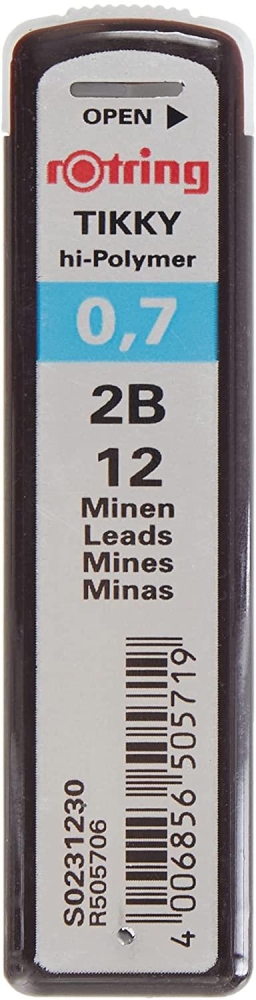 OPEN ▶
rotring
TIKKY
hi-Polymer
0,7
2B
12
Minen
Leads
Mines
Minas
S0231230
R505706
4 006856 505719